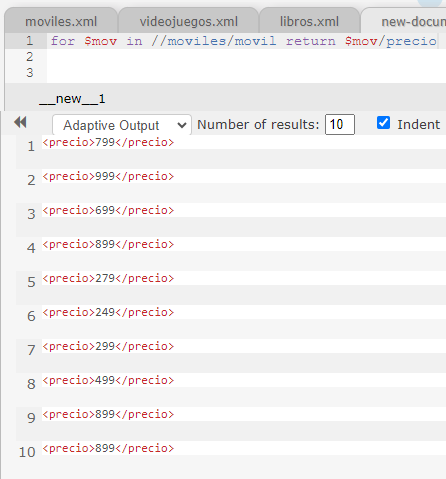 moviles.xml videojuegos.xml libros.xml new-docum
1 for $mov in //moviles/movil return $mov/precio
2
3
__new__1
Adaptive Output Number of results: 10 Indent
1 <precio>799</precio>
2 <precio>999</precio>
3 <precio>699</precio>
4 <precio>899</precio>
5 <precio>279</precio>
6 <precio>249</precio>
7 <precio>299</precio>
8 <precio>499</precio>
9 <precio>899</precio>
10 <precio>899</precio>